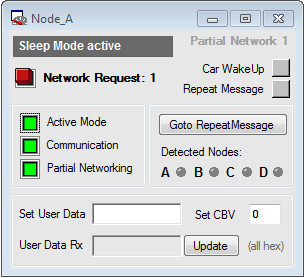 Node_A
Sleep Mode active
Partial Network 1
Network Request: 1
Car WakeUp
Repeat Message
Active Mode
Communication
Partial Networking
Goto RepeatMessage
Detected Nodes:
A B C D
Set User Data
Set CBV 0
User Data Rx
Update (all hex)